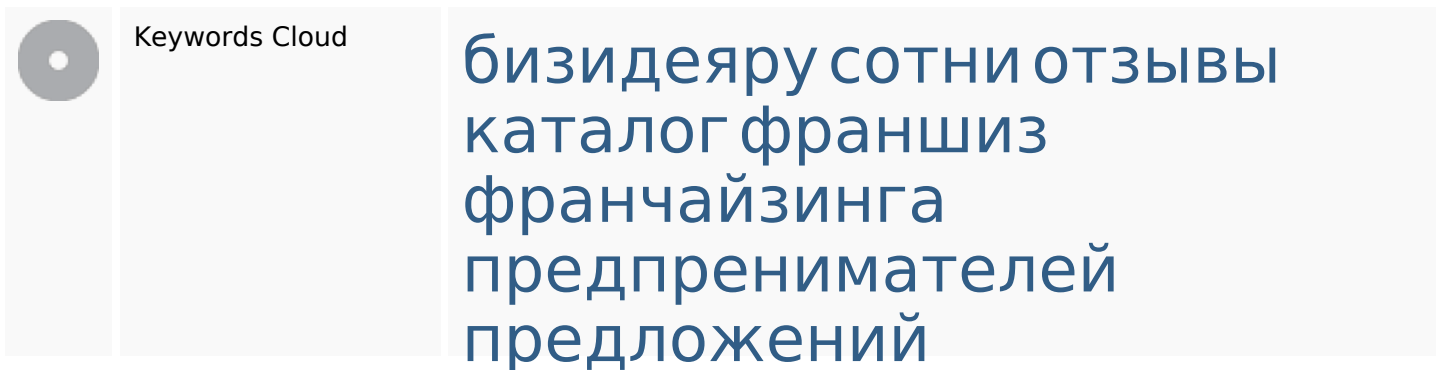 Keywords Cloud
бизидеяру сотни отзывы
каталог франшиз
франчайзинга
предпренимателей
предложений